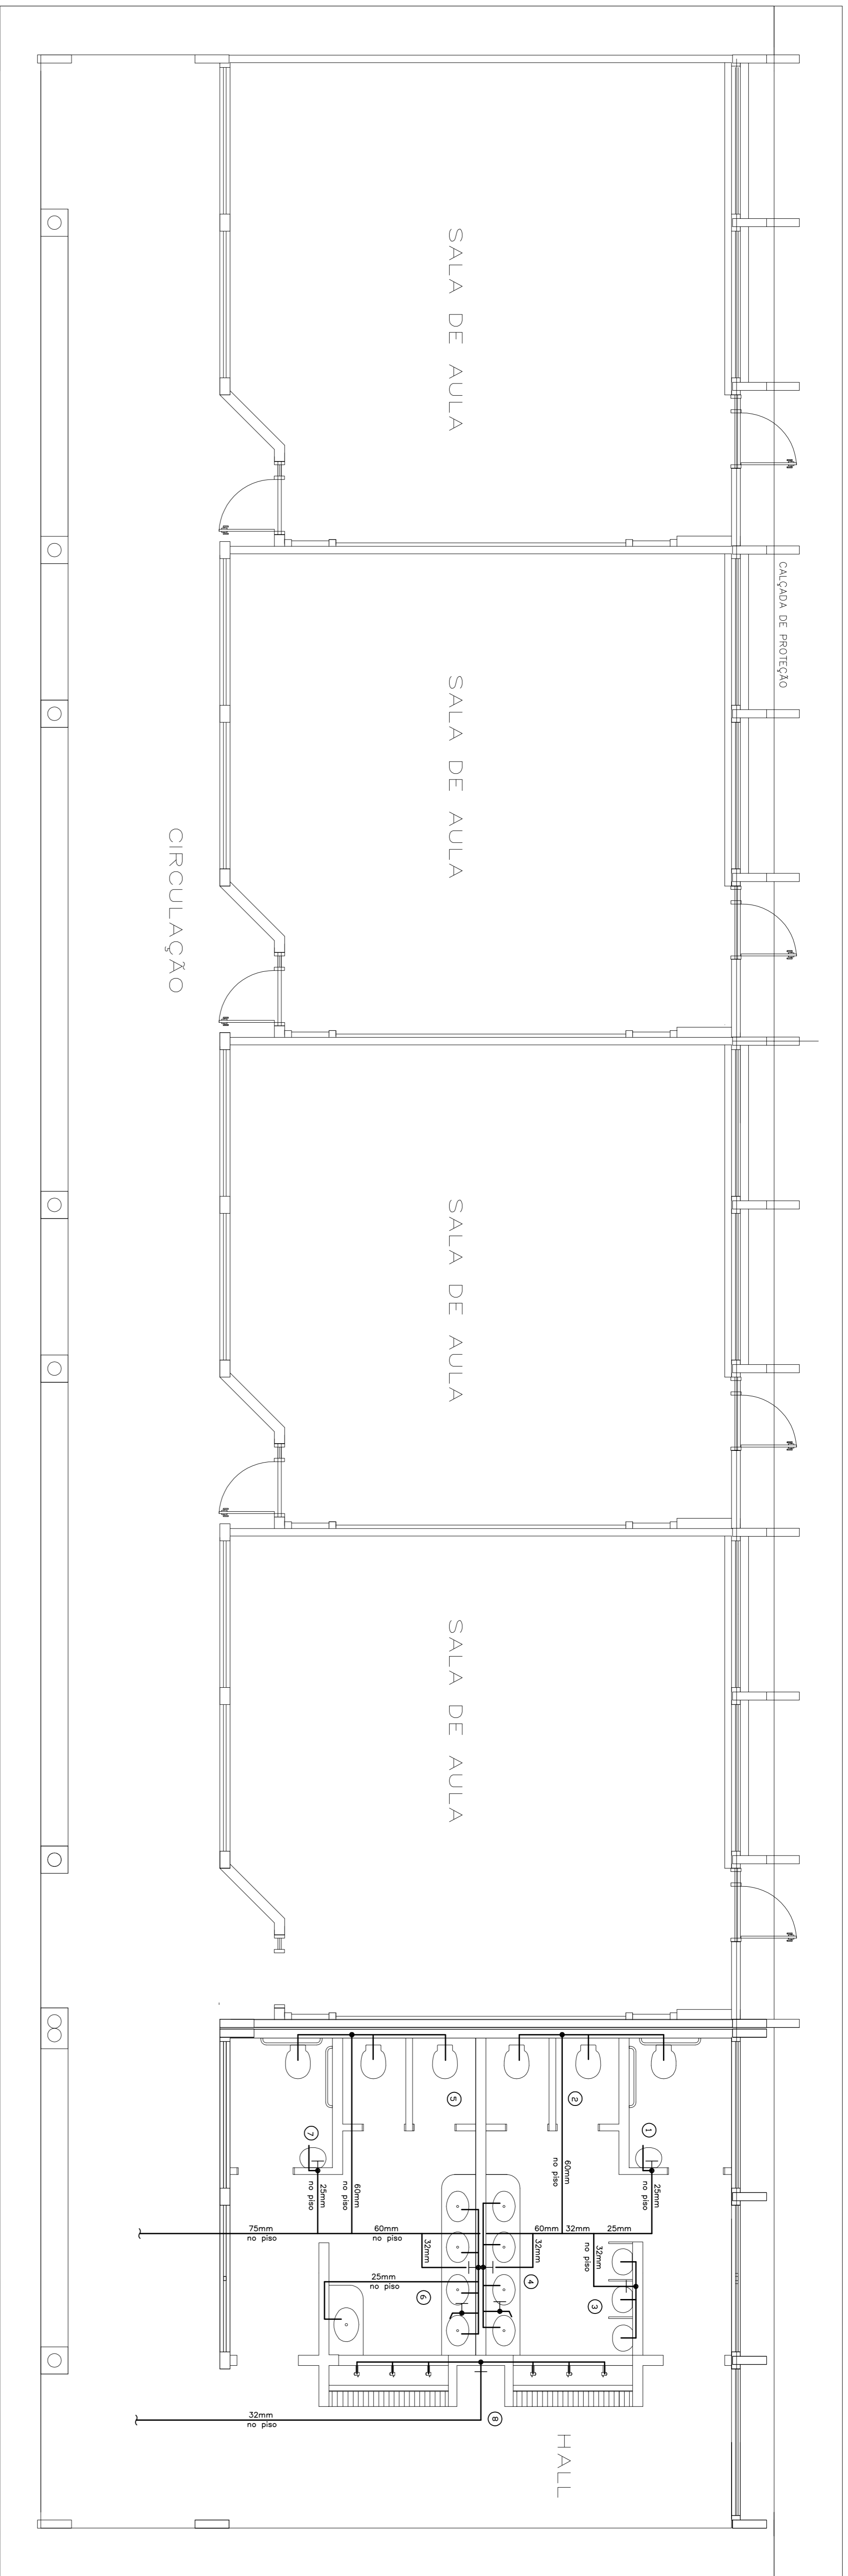 SALA DE AULA
CALÇADA DE PROTEÇÃO
SALA DE AULA
CIRCULAÇÃO
SALA DE AULA
SALA DE AULA
5
2
7
1
60mm
no piso
25mm
no piso
60mm
no piso
25mm
no piso
75mm
no piso
60mm
no piso
60mm
32mm
25mm
32mm
32mm
32mm
no piso
25mm
no piso
6
4
3
32mm
no piso
8
HALL